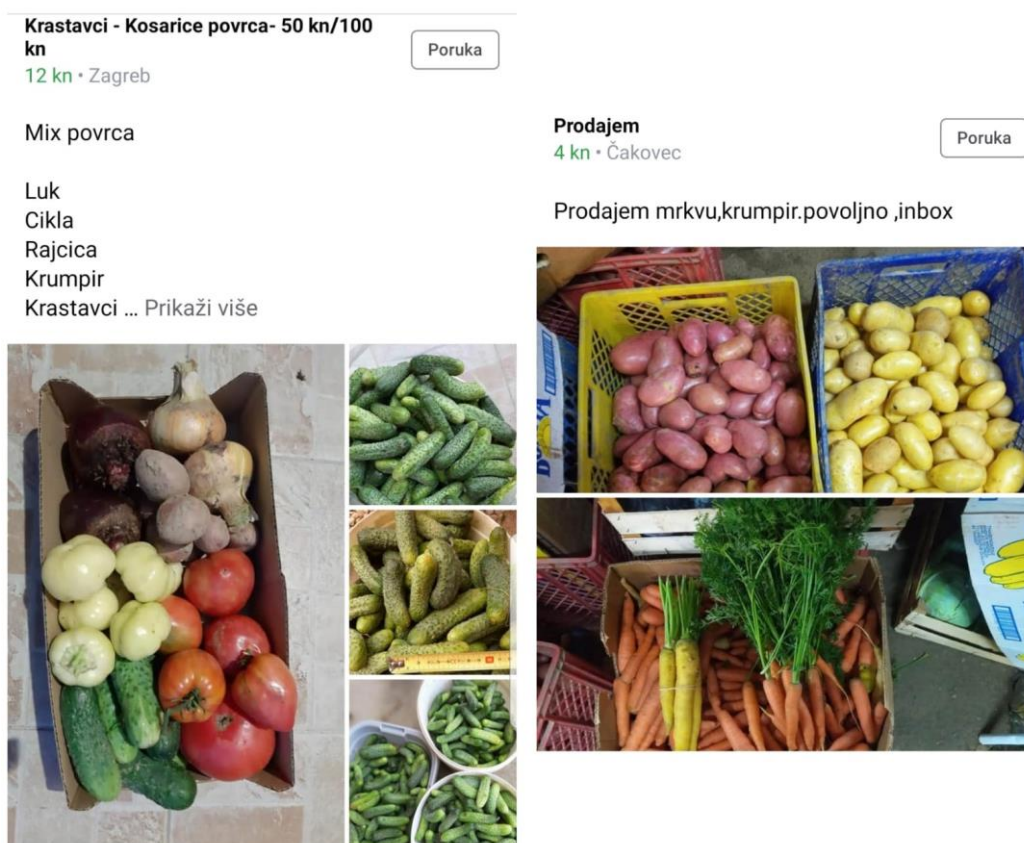 Krastavci - Kosarice povrca- 50 kn/100
kn
Poruka
12 kn • Zagreb
Mix povrca
Luk
Cikla
Rajcica
Krumpir
Krastavci ... Prikaži više
Prodajem
Poruka
4 kn • Čakovec
Prodajem mrkvu,krumpir.povoljno ,inbox